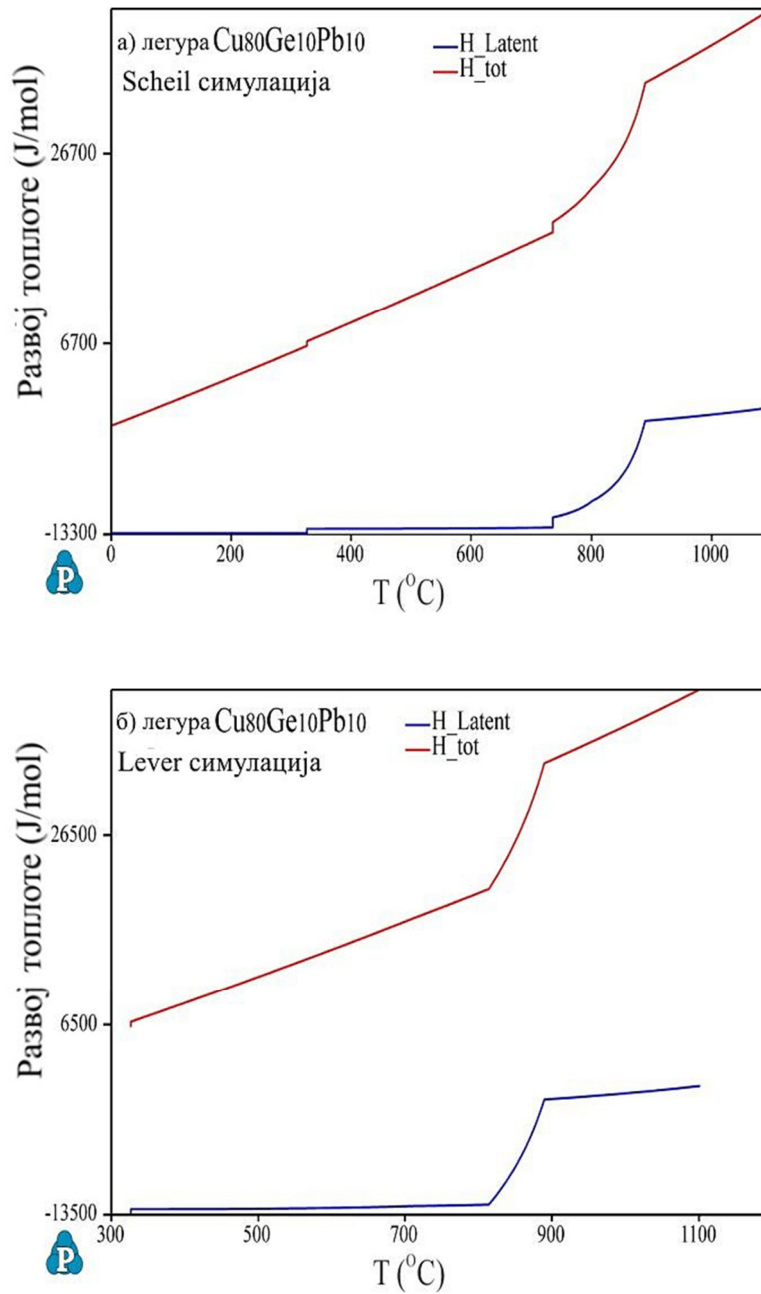 а) легура Cu80Ge10Pb10
Scheil симулација
H_Latent
H_tot
Развој топлоте (J/mol)
26700
6700
-13300
0 200 400 600 800 1000
T (°C)
P
б) легура Cu80Ge10Pb10
Lever симулација
H_Latent
H_tot
Развој топлоте (J/mol)
26500
6500
-13500
300 500 700 900 1100
T (°C)
P